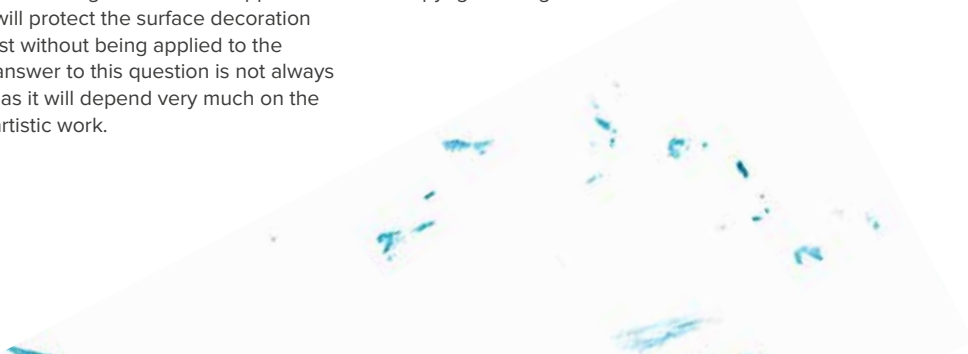 will protect the surface decoration
st without being applied to the
answer to this question is not always
as it will depend very much on the
rtistic work.